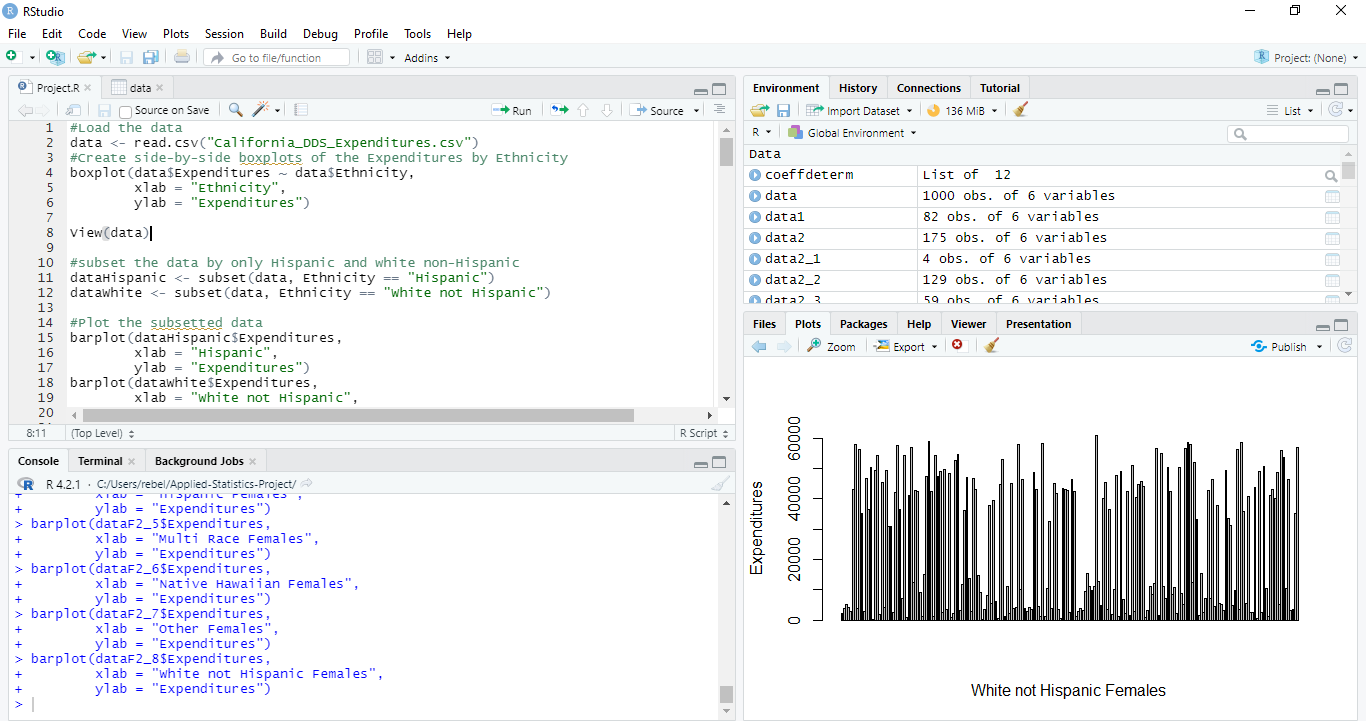 RStudio
File Edit Code View Plots Session Build Debug Profile Tools Help
Go to file/function Addins Project: (None)
Project.R data
Source on Save Run Source
1 #Load the data
2 data <- read.csv("California_DDS_Expenditures.csv")
3 #Create side-by-side boxplots of the Expenditures by Ethnicity
4 boxplot(data$Expenditures ~ data$Ethnicity,
5 xlab = "Ethnicity",
6 ylab = "Expenditures")
7
8 View(data)
9
10 #subset the data by only Hispanic and white non-Hispanic
11 dataHispanic <- subset(data, Ethnicity == "Hispanic")
12 dataWhite <- subset(data, Ethnicity == "White not Hispanic")
13
14 #Plot the subsetted data
15 barplot(dataHispanic$Expenditures,
16 xlab = "Hispanic",
17 ylab = "Expenditures")
18 barplot(dataWhite$Expenditures,
19 xlab = "White not Hispanic",
20
8:11 (Top Level) R Script
Console Terminal Background Jobs
R 4.2.1 · C:/Users/rebel/Applied-Statistics-Project/
+ xlab = "Hispanic Females",
+ ylab = "Expenditures")
> barplot(dataF2_5$Expenditures,
+ xlab = "Multi Race Females",
+ ylab = "Expenditures")
> barplot(dataF2_6$Expenditures,
+ xlab = "Native Hawaiian Females",
+ ylab = "Expenditures")
> barplot(dataF2_7$Expenditures,
+ xlab = "Other Females",
+ ylab = "Expenditures")
> barplot(dataF2_8$Expenditures,
+ xlab = "White not Hispanic Females",
+ ylab = "Expenditures")
>
Environment History Connections Tutorial
Import Dataset 136 MiB List
R Global Environment
Data
coeffdeterm List of 12
data 1000 obs. of 6 variables
data1 82 obs. of 6 variables
data2 175 obs. of 6 variables
data2_1 4 obs. of 6 variables
data2_2 129 obs. of 6 variables
data2_3 59 obs. of 6 variables
Files Plots Packages Help Viewer Presentation
Zoom Export Publish
Expenditures
60000
40000
20000
0
White not Hispanic Females